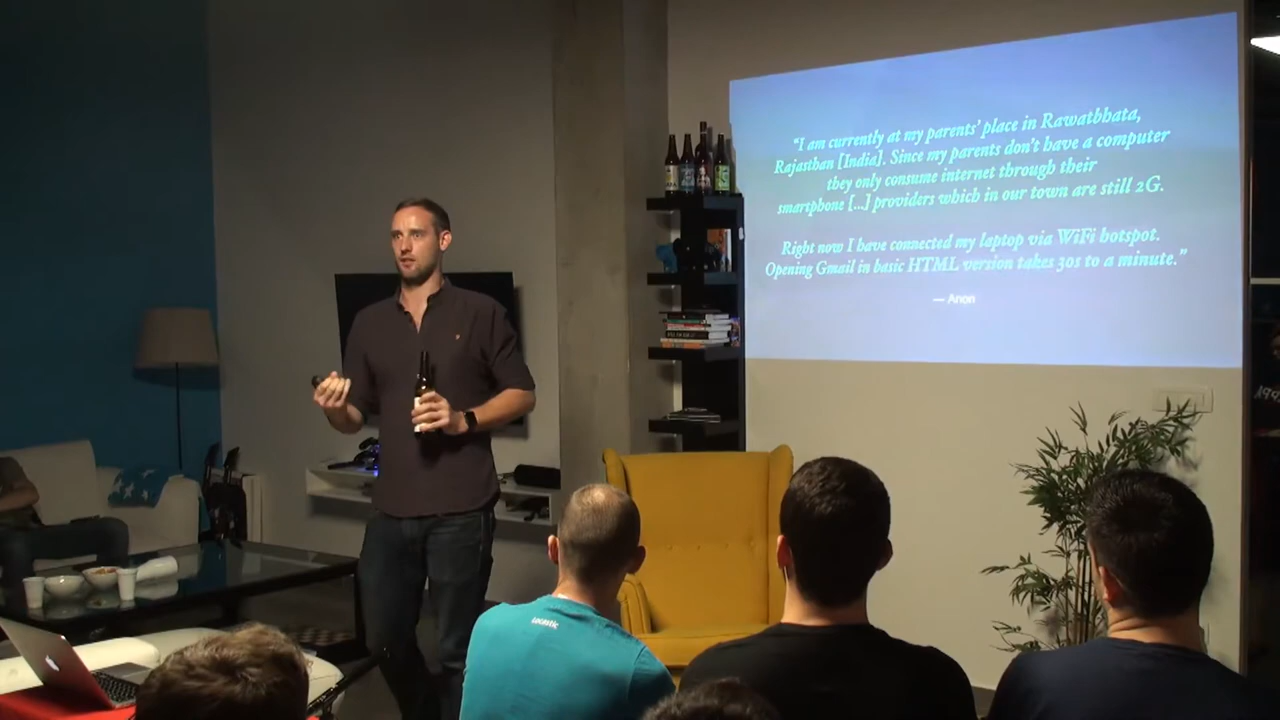 “I am currently at my parents’ place in Rawatbhata,
Rajasthan [India]. Since my parents don’t have a computer
they only consume internet through their
smartphone [...] providers which in our town are still 2G.
Right now I have connected my laptop via WiFi hotspot.
Opening Gmail in basic HTML version takes 30s to a minute.”
— Anon
Locastic